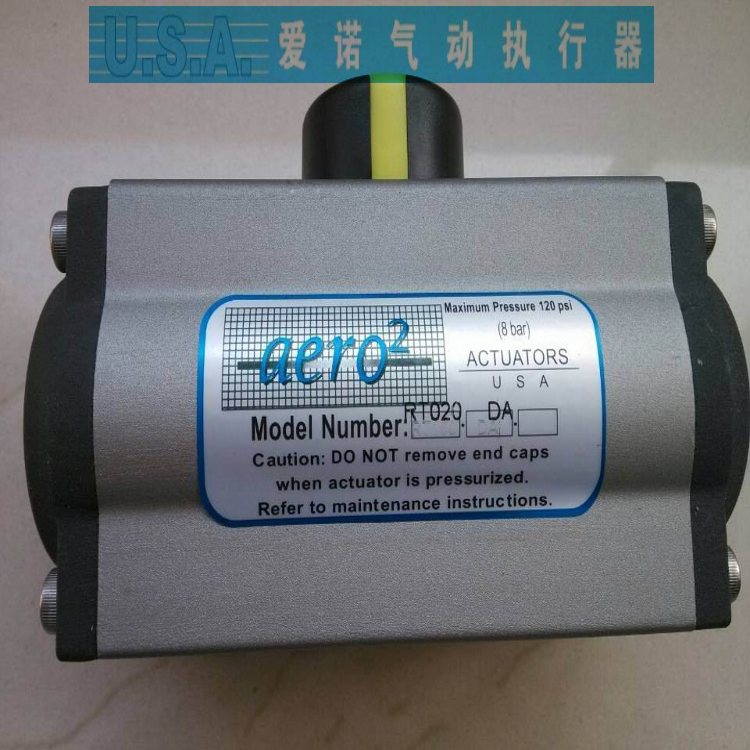 U.S.A. 爱诺气动执行器
aero²
Maximum Pressure 120 psi
(8 bar)
ACTUATORS
USA
Model Number: RT020. DA.
Caution: DO NOT remove end caps
when actuator is pressurized.
Refer to maintenance instructions.